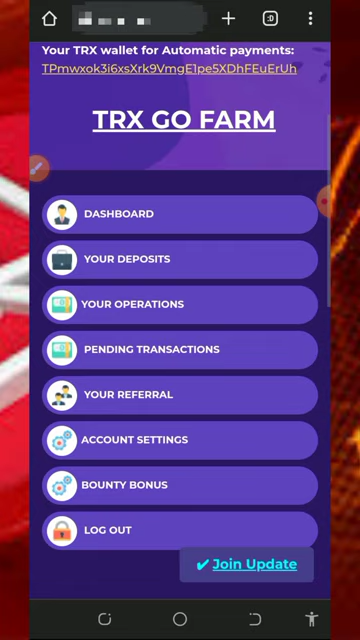 :D
Your TRX wallet for Automatic payments:
TPmwxok3i6xsXrk9VmgE1pe5XDhFEuErUh
TRX GO FARM
DASHBOARD
YOUR DEPOSITS
YOUR OPERATIONS
PENDING TRANSACTIONS
YOUR REFERRAL
ACCOUNT SETTINGS
BOUNTY BONUS
LOG OUT
✔ Join Update